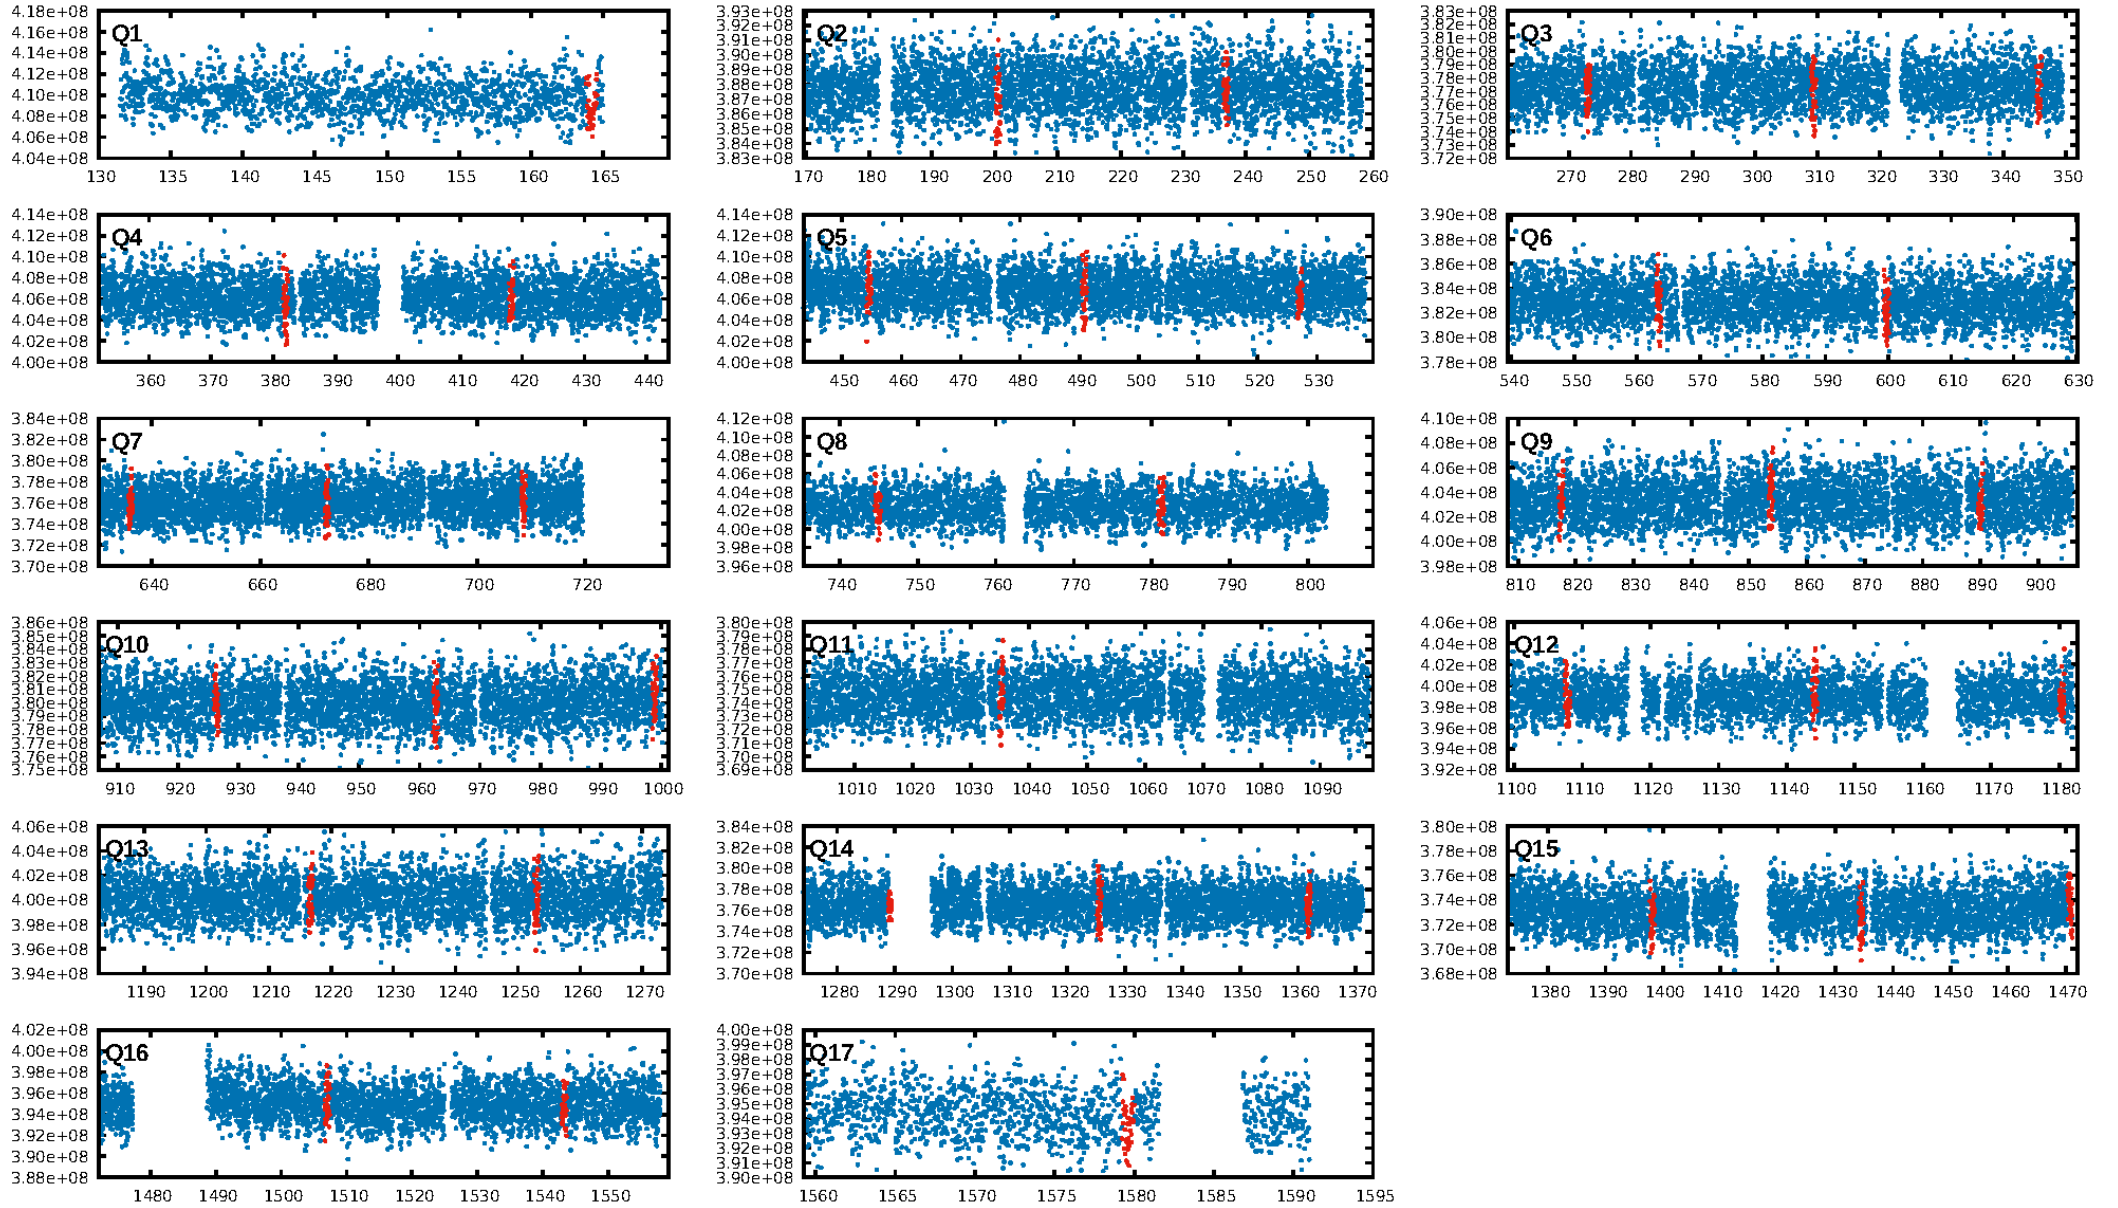 Q1
4.18e+08
4.16e+08
4.14e+08
4.12e+08
4.10e+08
4.08e+08
4.06e+08
4.04e+08
130 135 140 145 150 155 160 165
Q2
3.93e+08
3.92e+08
3.91e+08
3.90e+08
3.89e+08
3.88e+08
3.87e+08
3.86e+08
3.85e+08
3.84e+08
3.83e+08
170 180 190 200 210 220 230 240 250 260
Q3
3.83e+08
3.82e+08
3.81e+08
3.80e+08
3.79e+08
3.78e+08
3.77e+08
3.76e+08
3.75e+08
3.74e+08
3.73e+08
3.72e+08
270 280 290 300 310 320 330 340 350
Q4
4.14e+08
4.12e+08
4.10e+08
4.08e+08
4.06e+08
4.04e+08
4.02e+08
4.00e+08
360 370 380 390 400 410 420 430 440
Q5
4.14e+08
4.12e+08
4.10e+08
4.08e+08
4.06e+08
4.04e+08
4.02e+08
4.00e+08
450 460 470 480 490 500 510 520 530
Q6
3.90e+08
3.88e+08
3.86e+08
3.84e+08
3.82e+08
3.80e+08
3.78e+08
540 550 560 570 580 590 600 610 620 630
Q7
3.84e+08
3.82e+08
3.80e+08
3.78e+08
3.76e+08
3.74e+08
3.72e+08
3.70e+08
640 660 680 700 720
Q8
4.12e+08
4.10e+08
4.08e+08
4.06e+08
4.04e+08
4.02e+08
4.00e+08
3.98e+08
3.96e+08
740 750 760 770 780 790 800
Q9
4.10e+08
4.08e+08
4.06e+08
4.04e+08
4.02e+08
4.00e+08
3.98e+08
810 820 830 840 850 860 870 880 890 900
Q10
3.86e+08
3.85e+08
3.84e+08
3.83e+08
3.82e+08
3.81e+08
3.80e+08
3.79e+08
3.78e+08
3.77e+08
3.76e+08
3.75e+08
910 920 930 940 950 960 970 980 990 1000
Q11
3.80e+08
3.79e+08
3.78e+08
3.77e+08
3.76e+08
3.75e+08
3.74e+08
3.73e+08
3.72e+08
3.71e+08
3.70e+08
3.69e+08
1010 1020 1030 1040 1050 1060 1070 1080 1090
Q12
4.06e+08
4.04e+08
4.02e+08
4.00e+08
3.98e+08
3.96e+08
3.94e+08
3.92e+08
1100 1110 1120 1130 1140 1150 1160 1170 1180
Q13
4.06e+08
4.04e+08
4.02e+08
4.00e+08
3.98e+08
3.96e+08
3.94e+08
1190 1200 1210 1220 1230 1240 1250 1260 1270
Q14
3.84e+08
3.82e+08
3.80e+08
3.78e+08
3.76e+08
3.74e+08
3.72e+08
3.70e+08
1280 1290 1300 1310 1320 1330 1340 1350 1360 1370
Q15
3.80e+08
3.78e+08
3.76e+08
3.74e+08
3.72e+08
3.70e+08
3.68e+08
1380 1390 1400 1410 1420 1430 1440 1450 1460 1470
Q16
4.02e+08
4.00e+08
3.98e+08
3.96e+08
3.94e+08
3.92e+08
3.90e+08
3.88e+08
1480 1490 1500 1510 1520 1530 1540 1550
Q17
4.00e+08
3.99e+08
3.98e+08
3.97e+08
3.96e+08
3.95e+08
3.94e+08
3.93e+08
3.92e+08
3.91e+08
3.90e+08
1560 1565 1570 1575 1580 1585 1590 1595